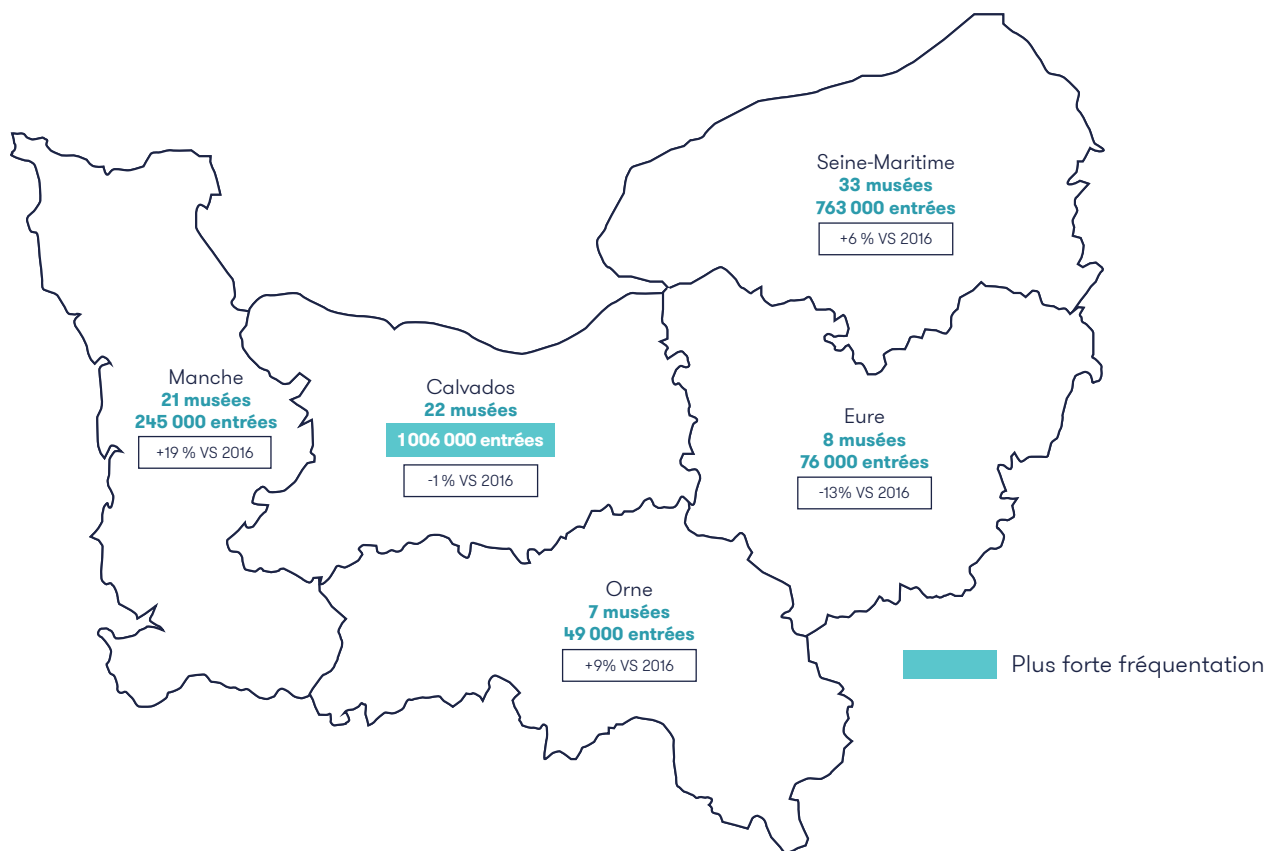 Seine-Maritime
33 musées
763 000 entrées
+6 % VS 2016
Manche
21 musées
245 000 entrées
+19 % VS 2016
Calvados
22 musées
1 006 000 entrées
-1 % VS 2016
Eure
8 musées
76 000 entrées
-13% VS 2016
Orne
7 musées
49 000 entrées
+9% VS 2016
Plus forte fréquentation